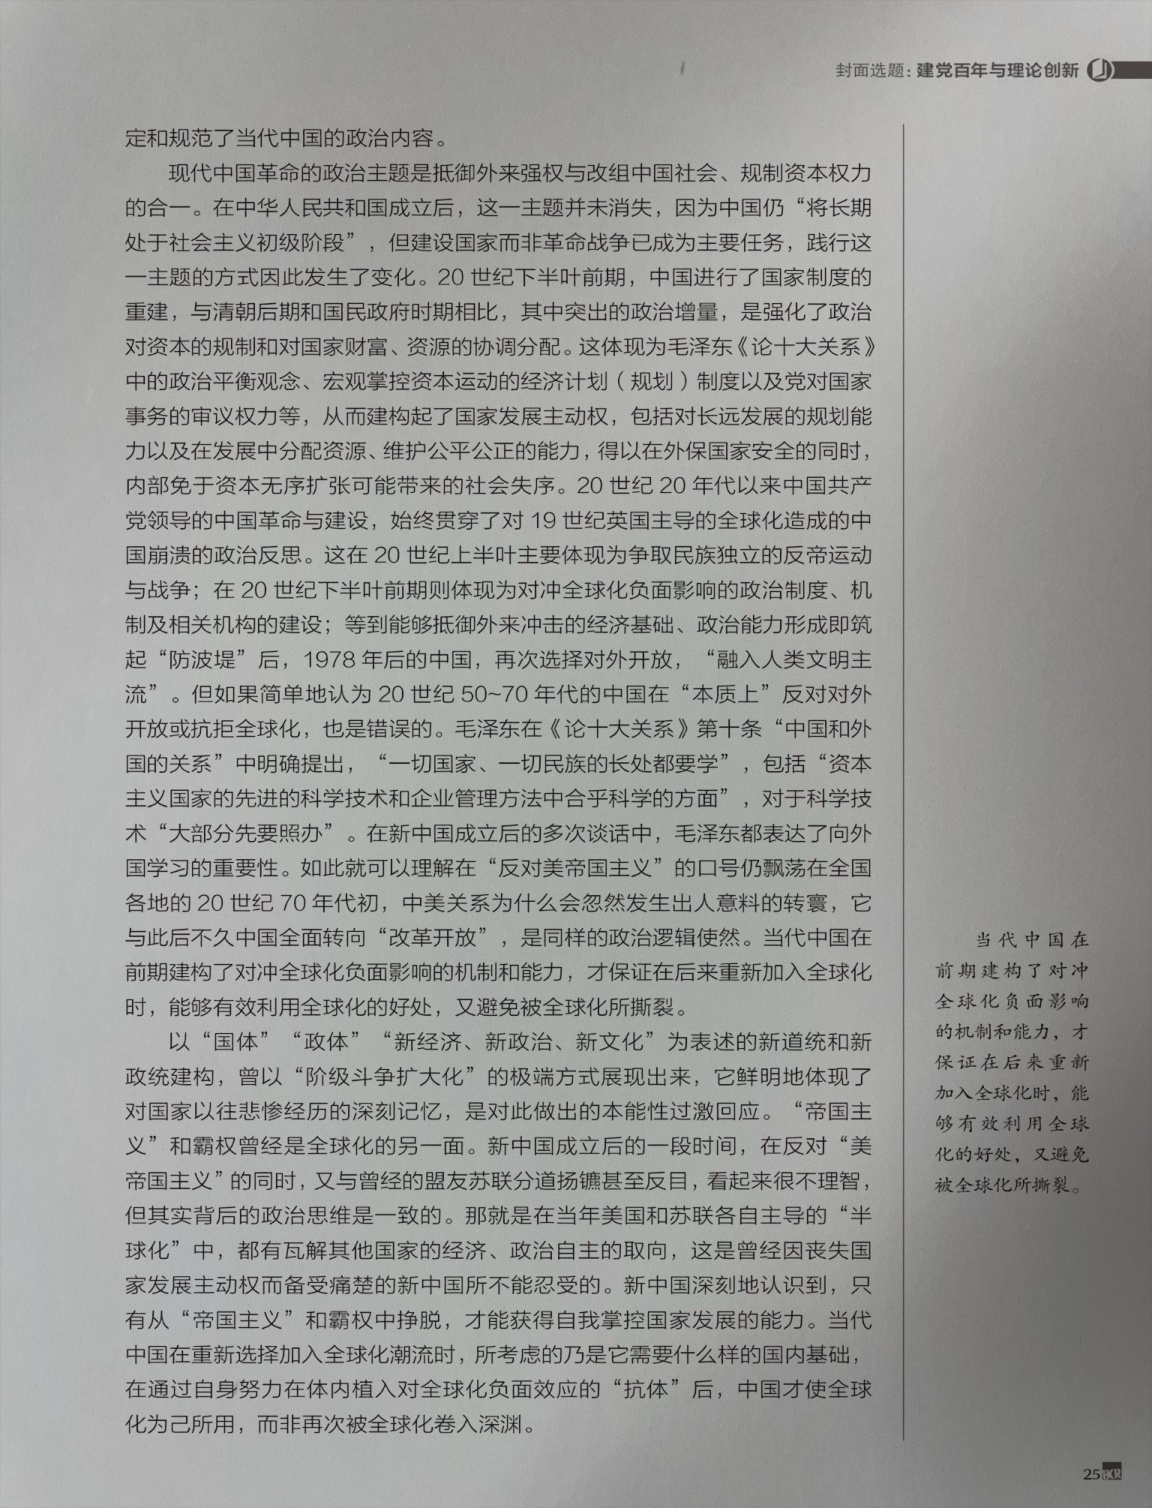 封面选题：建党百年与理论创新
定和规范了当代中国的政治内容。
现代中国革命的政治主题是抵御外来强权与改组中国社会、规制资本权力
的合一。在中华人民共和国成立后，这一主题并未消失，因为中国仍“将长期
处于社会主义初级阶段”，但建设国家而非革命战争已成为主要任务，践行这
一主题的方式因此发生了变化。20 世纪下半叶前期，中国进行了国家制度的
重建，与清朝后期和国民政府时期相比，其中突出的政治增量，是强化了政治
对资本的规制和对国家财富、资源的协调分配。这体现为毛泽东《论十大关系》
中的政治平衡观念、宏观掌控资本运动的经济计划（规划）制度以及党对国家
事务的审议权力等，从而建构起了国家发展主动权，包括对长远发展的规划能
力以及在发展中分配资源、维护公平公正的能力，得以在外保国家安全的同时，
内部免于资本无序扩张可能带来的社会失序。20 世纪 20 年代以来中国共产
党领导的中国革命与建设，始终贯穿了对 19 世纪英国主导的全球化造成的中
国崩溃的政治反思。这在 20 世纪上半叶主要体现为争取民族独立的反帝运动
与战争；在 20 世纪下半叶前期则体现为对冲全球化负面影响的政治制度、机
制及相关机构的建设；等到能够抵御外来冲击的经济基础、政治能力形成即筑
起“防波堤”后，1978 年后的中国，再次选择对外开放，“融入人类文明主
流”。但如果简单地认为 20 世纪 50~70 年代的中国在“本质上”反对对外
开放或抗拒全球化，也是错误的。毛泽东在《论十大关系》第十条“中国和外
国的关系”中明确提出，“一切国家、一切民族的长处都要学”，包括“资本
主义国家的先进的科学技术和企业管理方法中合乎科学的方面”，对于科学技
术“大部分先要照办”。在新中国成立后的多次谈话中，毛泽东都表达了向外
国学习的重要性。如此就可以理解在“反对美帝国主义”的口号仍飘荡在全国
各地的 20 世纪 70 年代初，中美关系为什么会忽然发生出人意料的转寰，它
与此后不久中国全面转向“改革开放”，是同样的政治逻辑使然。当代中国在
前期建构了对冲全球化负面影响的机制和能力，才保证在后来重新加入全球化
时，能够有效利用全球化的好处，又避免被全球化所撕裂。
以“国体”“政体”“新经济、新政治、新文化”为表述的新道统和新
政统建构，曾以“阶级斗争扩大化”的极端方式展现出来，它鲜明地体现了
对国家以往悲惨经历的深刻记忆，是对此做出的本能性过激回应。“帝国主
义”和霸权曾经是全球化的另一面。新中国成立后的一段时间，在反对“美
帝国主义”的同时，又与曾经的盟友苏联分道扬镳甚至反目，看起来很不理智，
但其实背后的政治思维是一致的。那就是在当年美国和苏联各自主导的“半
球化”中，都有瓦解其他国家的经济、政治自主的取向，这是曾经因丧失国
家发展主动权而备受痛楚的新中国所不能忍受的。新中国深刻地认识到，只
有从“帝国主义”和霸权中挣脱，才能获得自我掌控国家发展的能力。当代
中国在重新选择加入全球化潮流时，所考虑的乃是它需要什么样的国内基础，
在通过自身努力在体内植入对全球化负面效应的“抗体”后，中国才使全球
化为己所用，而非再次被全球化卷入深渊。
当代中国在
前期建构了对冲
全球化负面影响
的机制和能力，才
保证在后来重新
加入全球化时，能
够有效利用全球
化的好处，又避免
被全球化所撕裂。
25